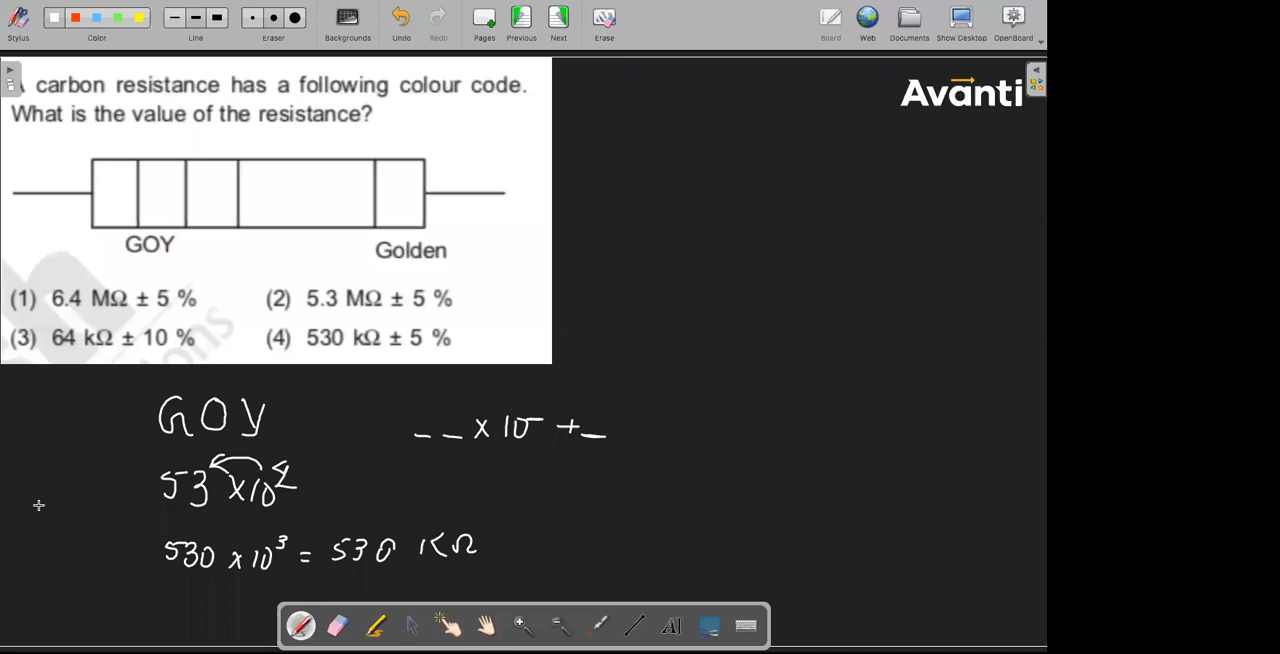 Stylus Color Line Eraser Backgrounds Undo Redo Pages Previous Next Erase Board Web Documents Show Desktop OpenBoard
Avanti
carbon resistance has a following colour code.
What is the value of the resistance?
GOY Golden
(1) 6.4 MΩ ± 5 % (2) 5.3 MΩ ± 5 %
(3) 64 kΩ ± 10 % (4) 530 kΩ ± 5 %
GOY
_ _ × 10 + _
53 × 10⁴
530 × 10³ = 530 KΩ
AI